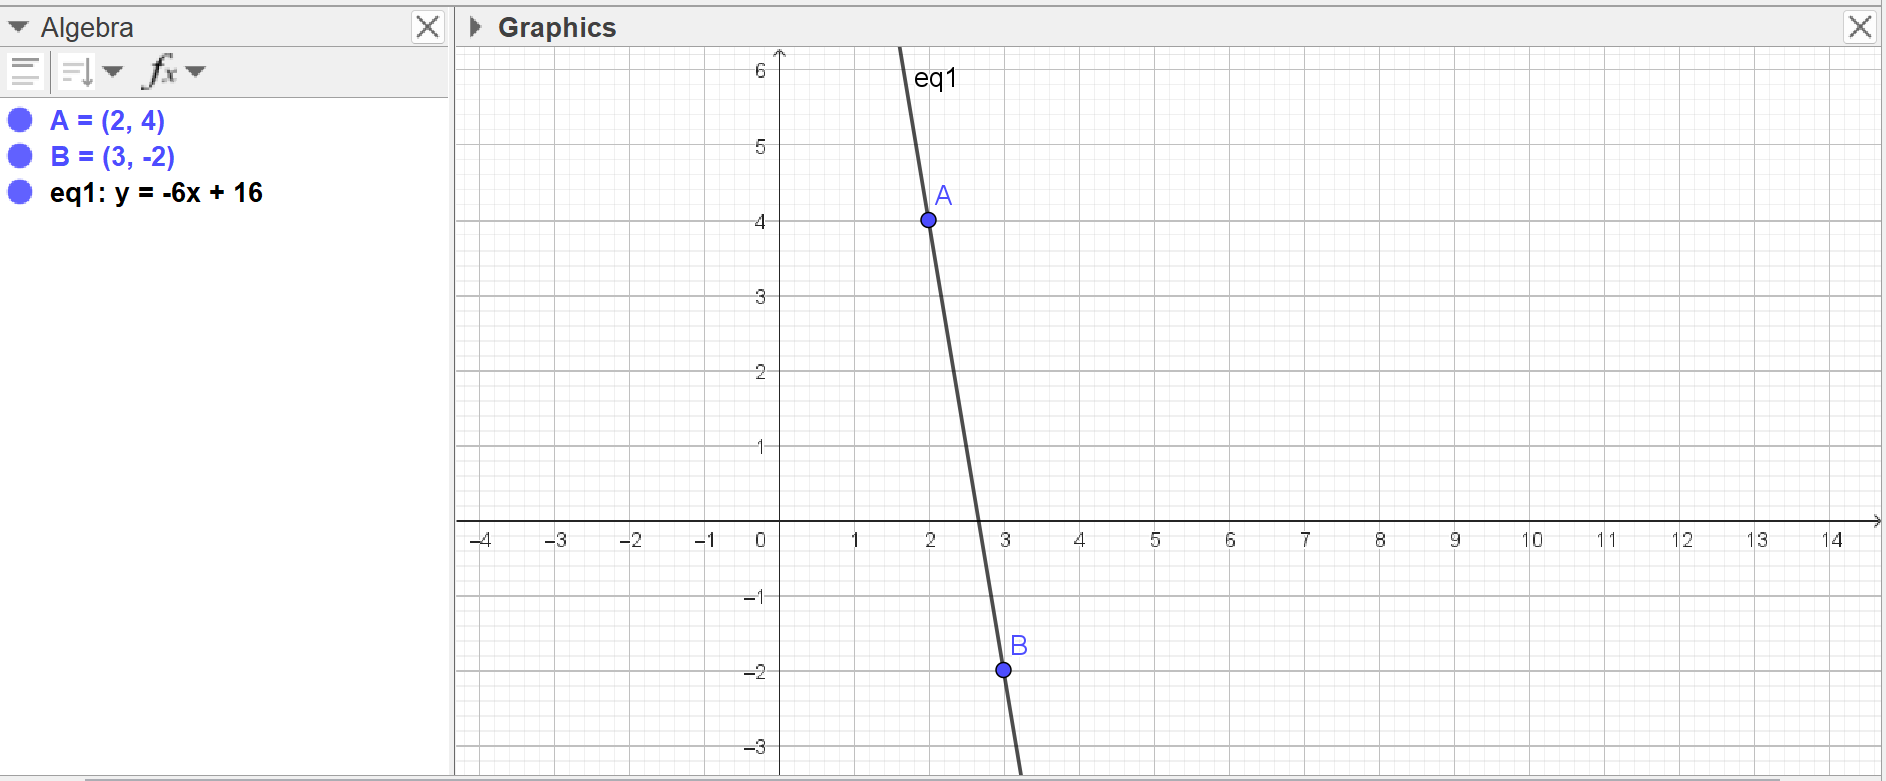 Algebra
Graphics
fx
A = (2, 4)
B = (3, -2)
eq1: y = -6x + 16
eq1
6
5
A
4
3
2
1
–4 –3 –2 –1 0 1 2 3 4 5 6 7 8 9 10 11 12 13 14
–1
B
–2
–3